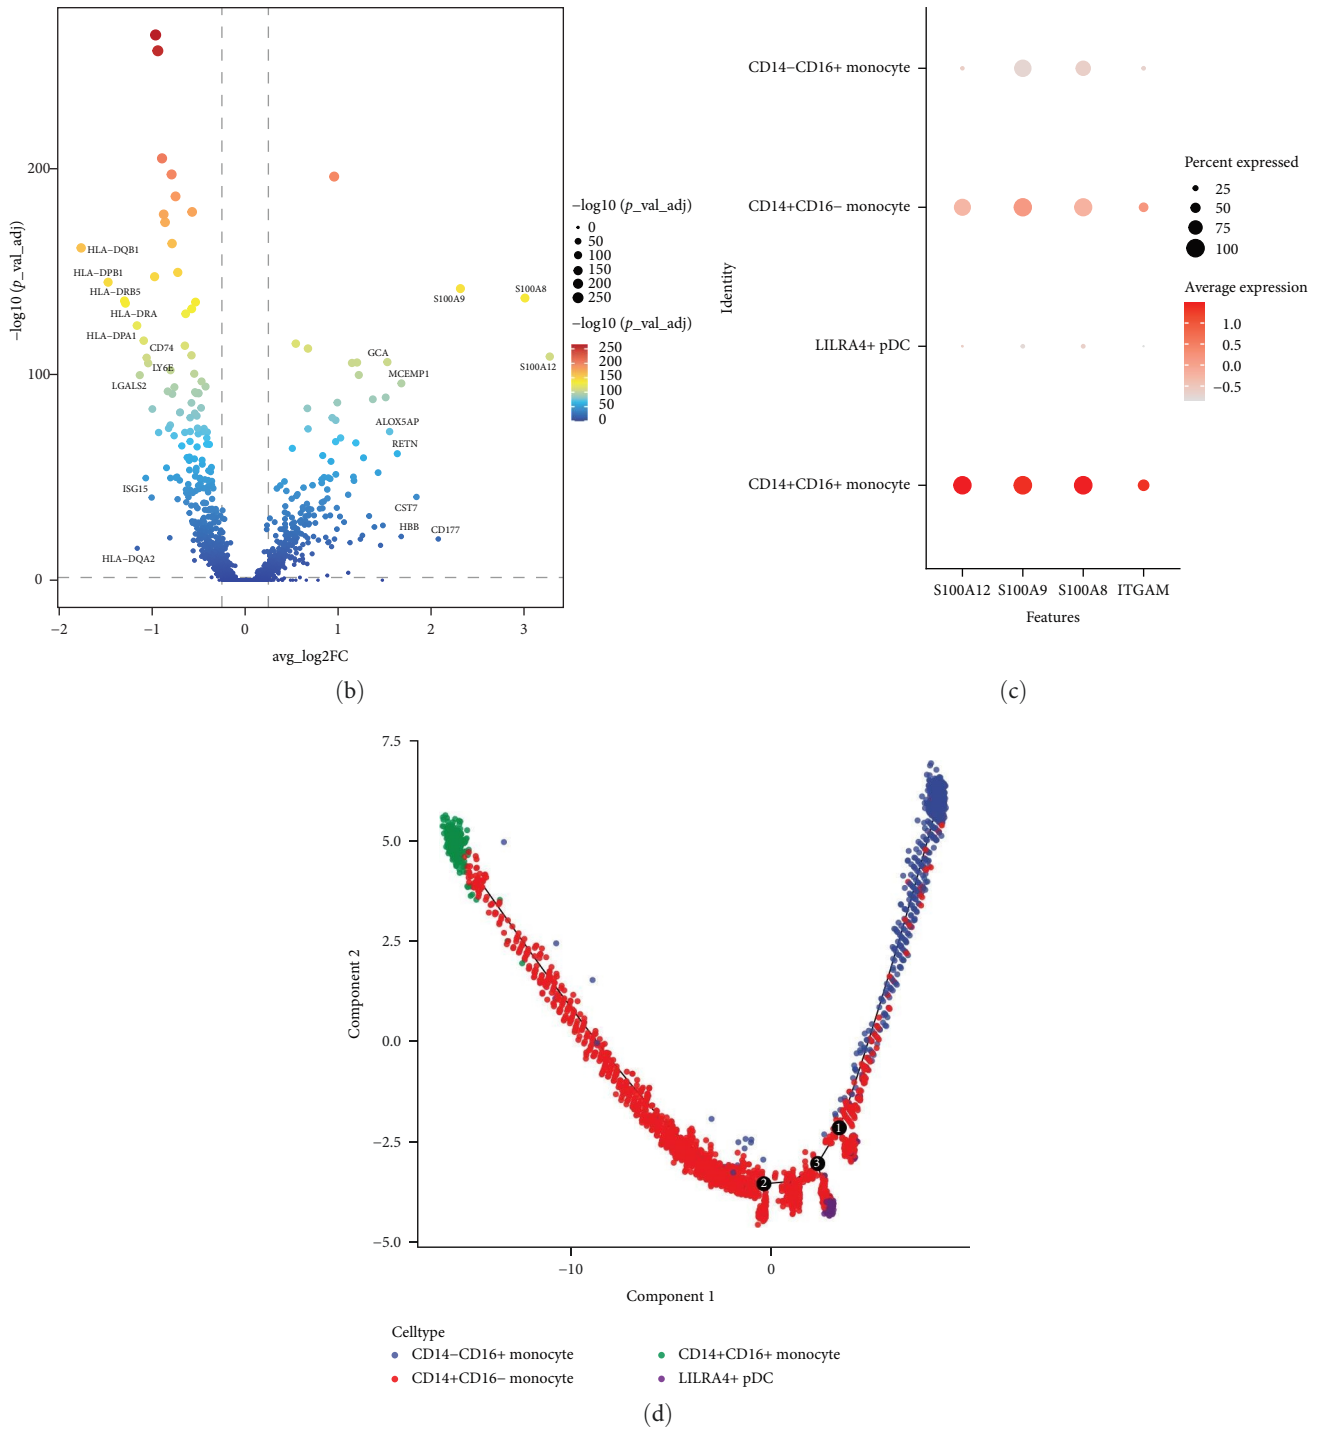 −log10 (p_val_adj)
200
100
0
HLA−DQB1
HLA−DPB1
HLA−DRB5
HLA−DRA
HLA−DPA1
CD74
LY6E
LGALS2
ISG15
HLA−DQA2
S100A9
S100A8
S100A12
GCA
MCEMP1
ALOX5AP
RETN
CST7
HBB
CD177
−2
−1
0
1
2
3
avg_log2FC
−log10 (p_val_adj)
0
50
100
150
200
250
−log10 (p_val_adj)
250
200
150
100
50
0
(b)
Identity
CD14−CD16+ monocyte
CD14+CD16− monocyte
LILRA4+ pDC
CD14+CD16+ monocyte
S100A12 S100A9 S100A8 ITGAM
Features
Percent expressed
25
50
75
100
Average expression
1.0
0.5
−0.0
−0.5
(c)
Component 2
7.5
5.0
2.5
0.0
−2.5
−5.0
1
3
2
−10
0
Component 1
Celltype
CD14−CD16+ monocyte
CD14+CD16− monocyte
CD14+CD16+ monocyte
LILRA4+ pDC
(d)